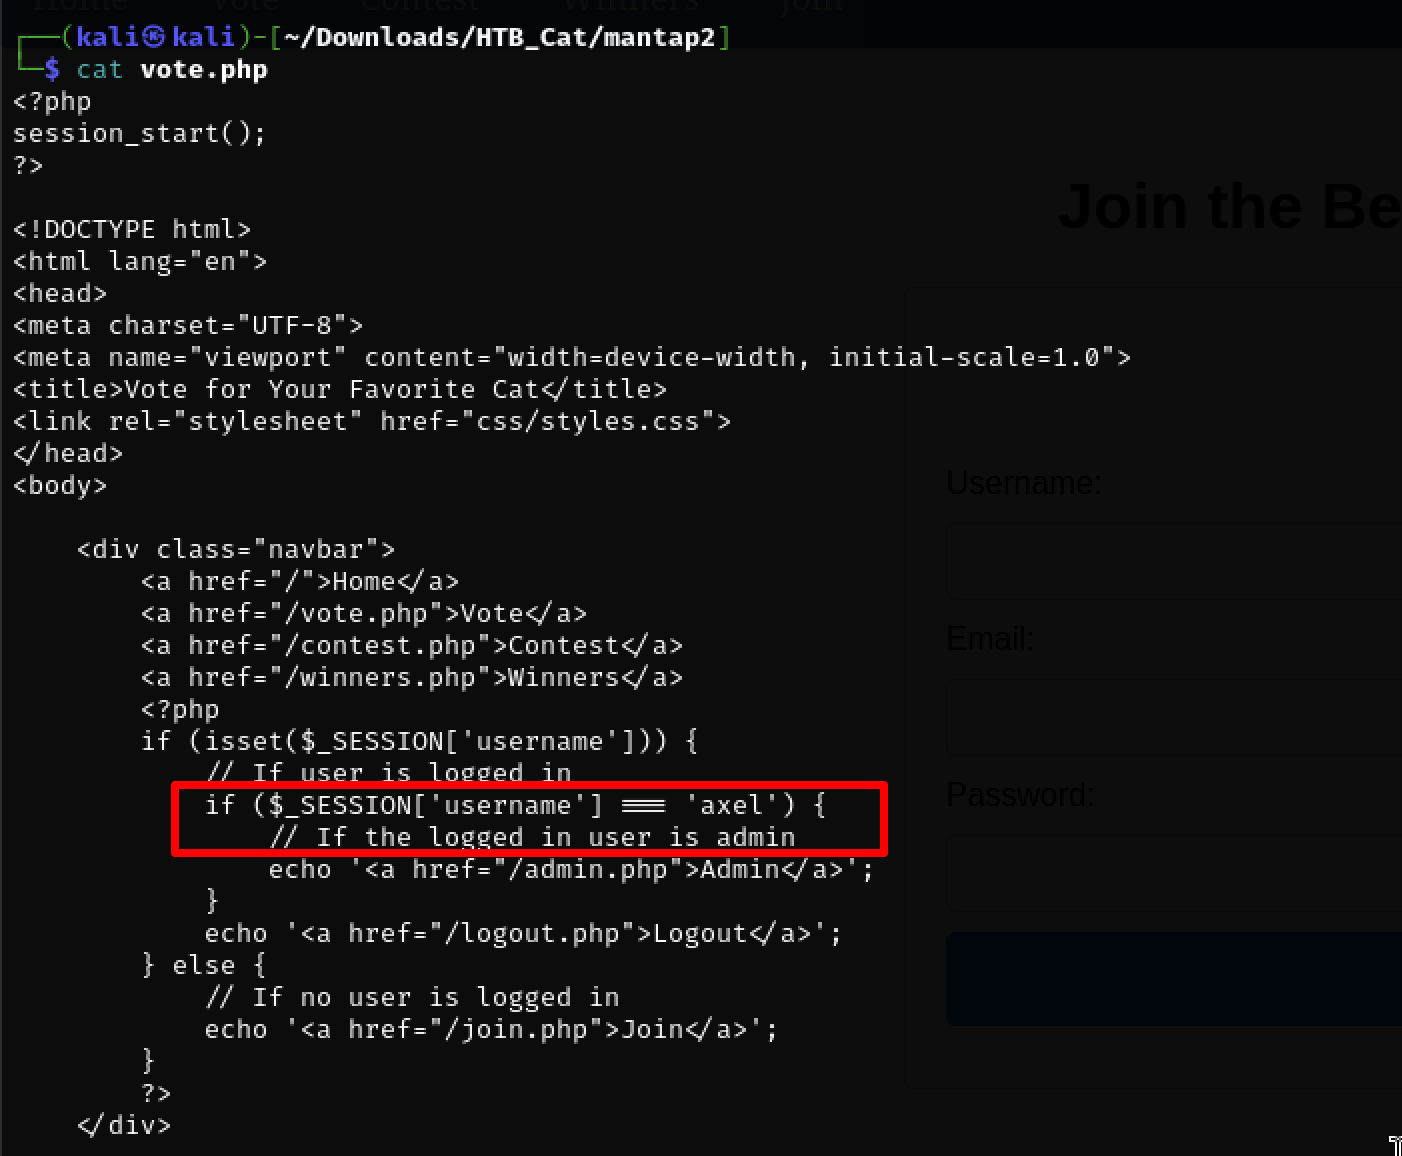 Home Vote Contest Winners Join
┌──(kali㉿kali)-[~/Downloads/HTB_Cat/mantap2]
└─$ cat vote.php
<?php
session_start();
?>
<!DOCTYPE html>
<html lang="en">
<head>
<meta charset="UTF-8">
<meta name="viewport" content="width=device-width, initial-scale=1.0">
<title>Vote for Your Favorite Cat</title>
<link rel="stylesheet" href="css/styles.css">
</head>
<body>
    <div class="navbar">
        <a href="/">Home</a>
        <a href="/vote.php">Vote</a>
        <a href="/contest.php">Contest</a>
        <a href="/winners.php">Winners</a>
        <?php
        if (isset($_SESSION['username'])) {
            // If user is logged in
            if ($_SESSION['username'] === 'axel') {
                // If the logged in user is admin
                echo '<a href="/admin.php">Admin</a>';
            }
            echo '<a href="/logout.php">Logout</a>';
        } else {
            // If no user is logged in
            echo '<a href="/join.php">Join</a>';
        }
        ?>
    </div>
Join the Be
Username:
Email:
Password: